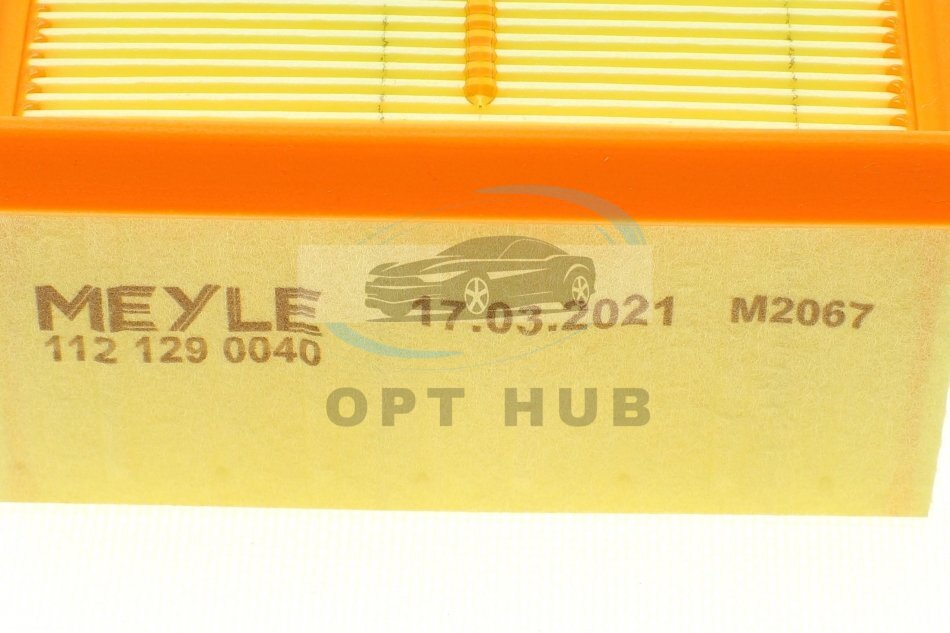 MEYLE 17.03.2021 M2067
112 129 0040
OPT HUB